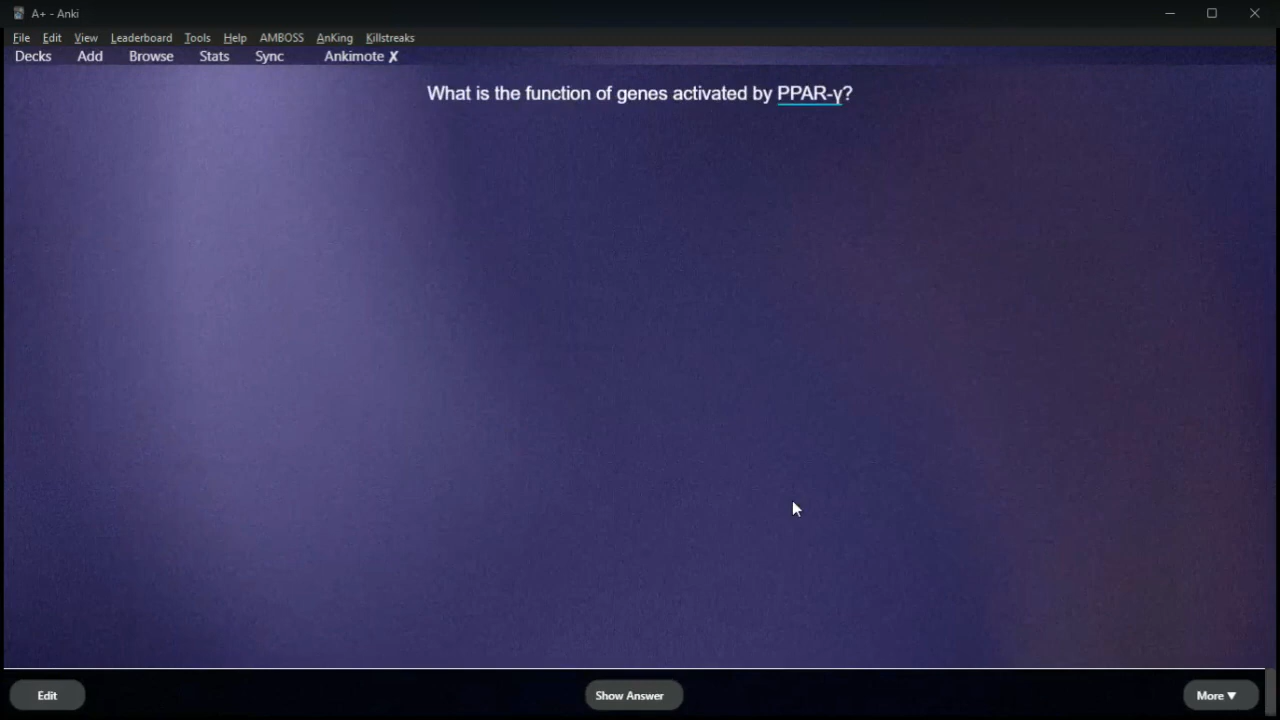 A+ - Anki
File Edit View Leaderboard Tools Help AMBOSS AnKing Killstreaks
Decks Add Browse Stats Sync Ankimote ✗
What is the function of genes activated by PPAR-γ?
Edit Show Answer More ▼